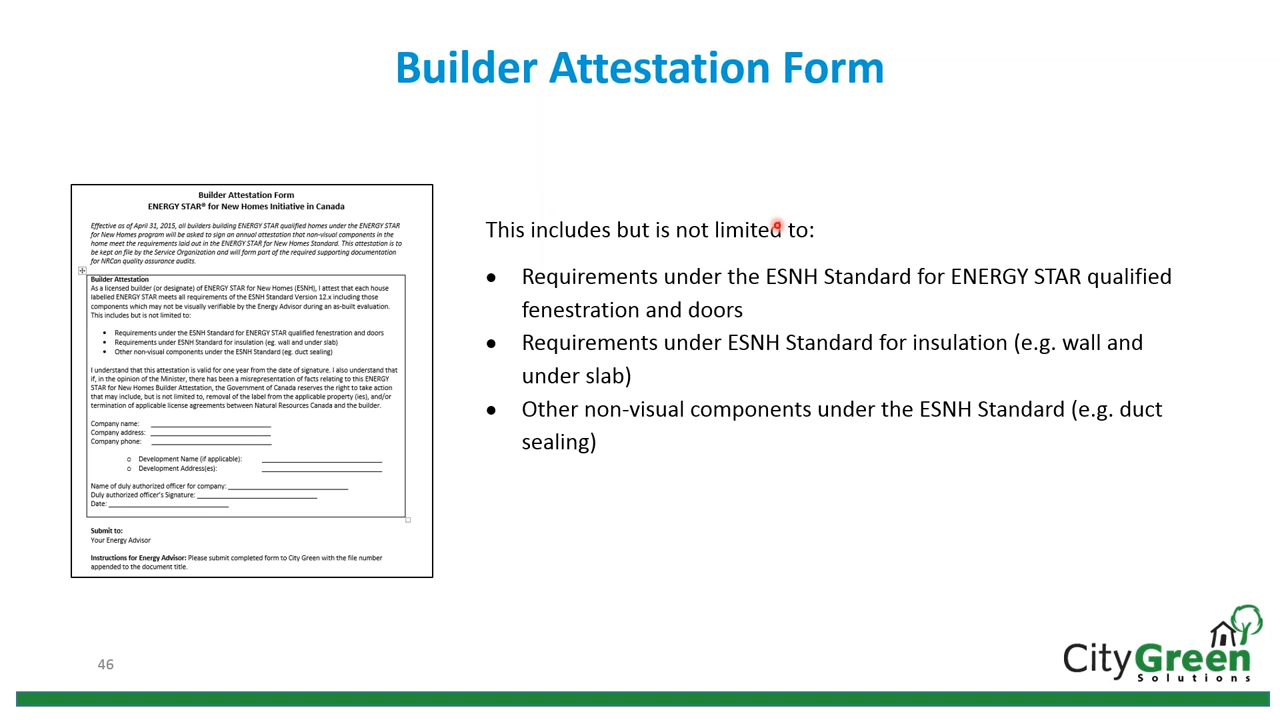 Builder Attestation Form
Builder Attestation Form
ENERGY STAR® for New Homes Initiative in Canada
Effective as of April 31, 2015, all builders building ENERGY STAR qualified homes under the ENERGY STAR
for New Homes program will be asked to sign an annual attestation that non-visual components in the
home meet the requirements laid out in the ENERGY STAR for New Homes Standard. This attestation is to
be kept on file by the Service Organization and will form part of the required supporting documentation
for NRCan quality assurance audits.
Builder Attestation
As a licensed builder (or designate) of ENERGY STAR for New Homes (ESNH), I attest that each house
labelled ENERGY STAR meets all requirements of the ESNH Standard Version 12.x including those
components which may not be visually verifiable by the Energy Advisor during an as-built evaluation.
This includes but is not limited to:
• Requirements under the ESNH Standard for ENERGY STAR qualified fenestration and doors
• Requirements under ESNH Standard for insulation (eg. wall and under slab)
• Other non-visual components under the ESNH Standard (eg. duct sealing)
I understand that this attestation is valid for one year from the date of signature. I also understand that
if, in the opinion of the Minister, there has been a misrepresentation of facts relating to this ENERGY
STAR for New Homes Builder Attestation, the Government of Canada reserves the right to take action
that may include, but is not limited to, removal of the label from the applicable property (ies), and/or
termination of applicable license agreements between Natural Resources Canada and the builder.
Company name:
Company address:
Company phone:
o Development Name (if applicable):
o Development Address(es):
Name of duly authorized officer for company:
Duly authorized officer's Signature:
Date:
Submit to:
Your Energy Advisor
Instructions for Energy Advisor: Please submit completed form to City Green with the file number
appended to the document title.
This includes but is not limited to:
• Requirements under the ESNH Standard for ENERGY STAR qualified
fenestration and doors
• Requirements under ESNH Standard for insulation (e.g. wall and
under slab)
• Other non-visual components under the ESNH Standard (e.g. duct
sealing)
46
CityGreen
Solutions